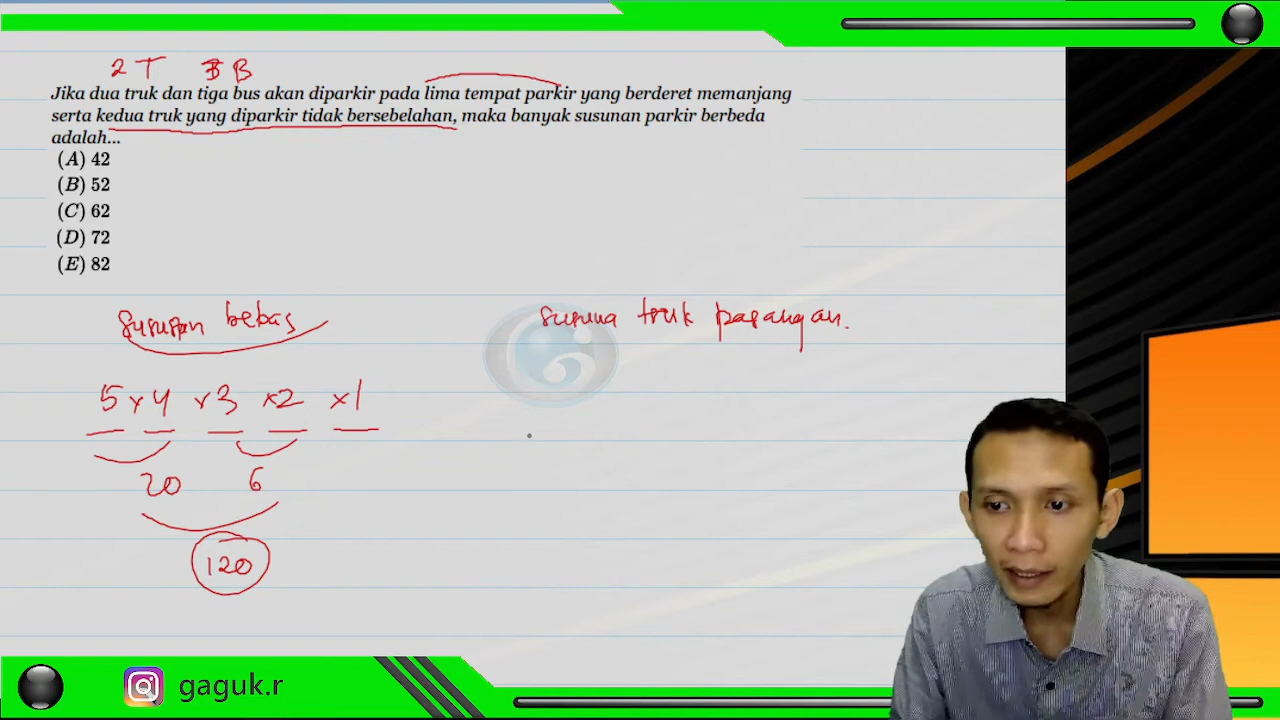 2 T 3 B
Jika dua truk dan tiga bus akan diparkir pada lima tempat parkir yang berderet memanjang
serta kedua truk yang diparkir tidak bersebelahan, maka banyak susunan parkir berbeda
adalah...
(A) 42
(B) 52
(C) 62
(D) 72
(E) 82
susunan bebas
5 x 4 x 3 x 2 x 1
20 6
120
susuna truk pasangan.
gaguk.r